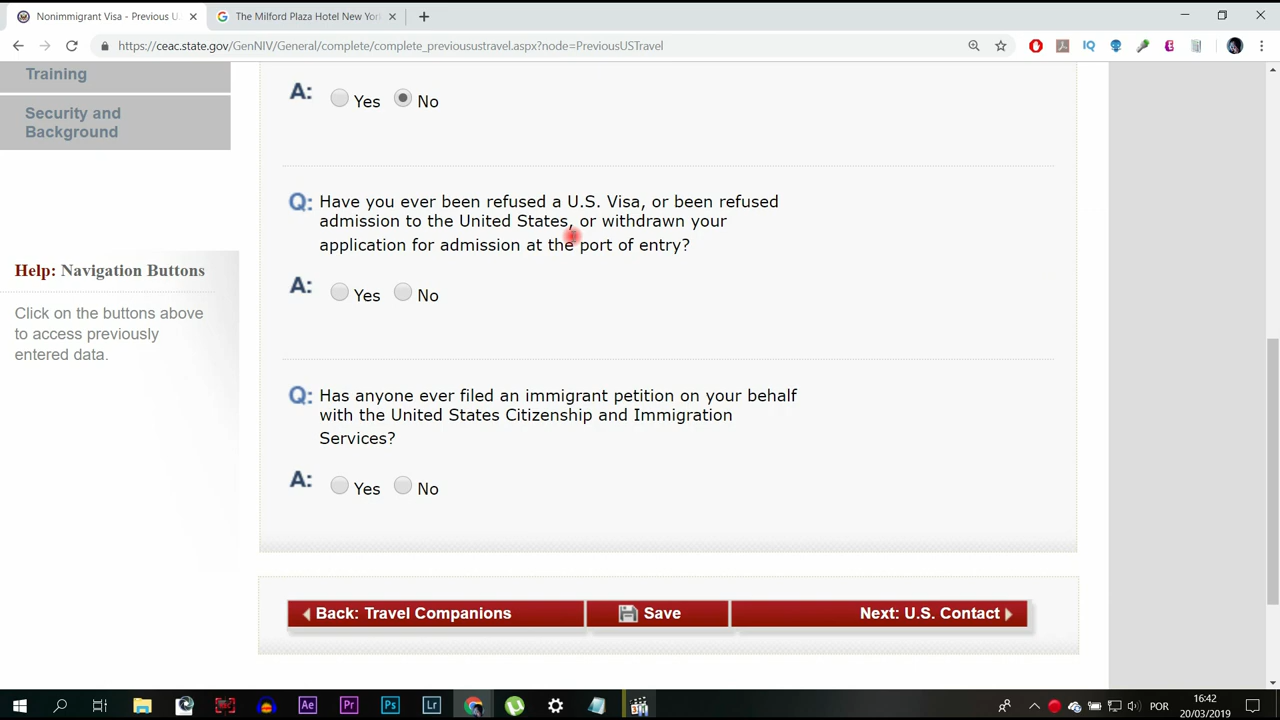 Nonimmigrant Visa - Previous U
The Milford Plaza Hotel New Yor
https://ceac.state.gov/GenNIV/General/complete/complete_previousustravel.aspx?node=PreviousUSTravel
IQ
Training
Security and
Background
Help: Navigation Buttons
Click on the buttons above
to access previously
entered data.
A: Yes No
Q: Have you ever been refused a U.S. Visa, or been refused
admission to the United States, or withdrawn your
application for admission at the port of entry?
A: Yes No
Q: Has anyone ever filed an immigrant petition on your behalf
with the United States Citizenship and Immigration
Services?
A: Yes No
Back: Travel Companions
Save
Next: U.S. Contact
Ae
Pr
Ps
Lr
POR
16:42
20/03/2019